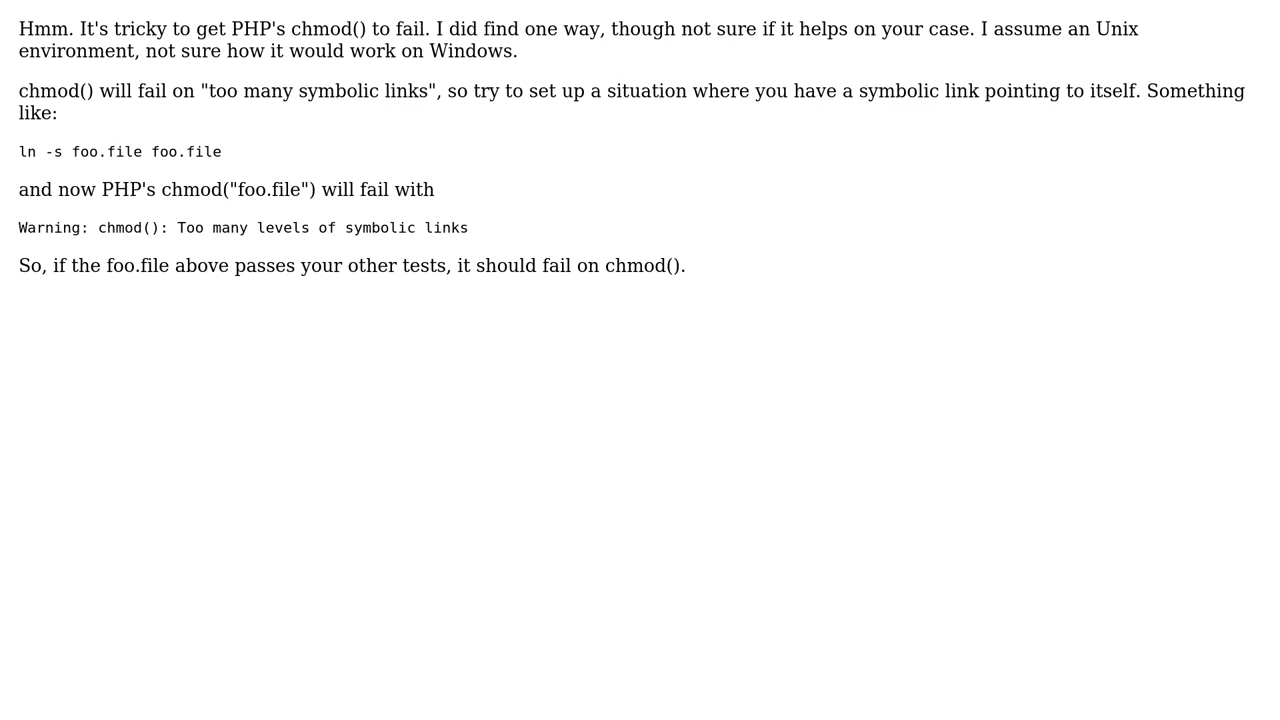 Hmm. It's tricky to get PHP's chmod() to fail. I did find one way, though not sure if it helps on your case. I assume an Unix
environment, not sure how it would work on Windows.
chmod() will fail on "too many symbolic links", so try to set up a situation where you have a symbolic link pointing to itself. Something
like:
ln -s foo.file foo.file
and now PHP's chmod("foo.file") will fail with
Warning: chmod(): Too many levels of symbolic links
So, if the foo.file above passes your other tests, it should fail on chmod().